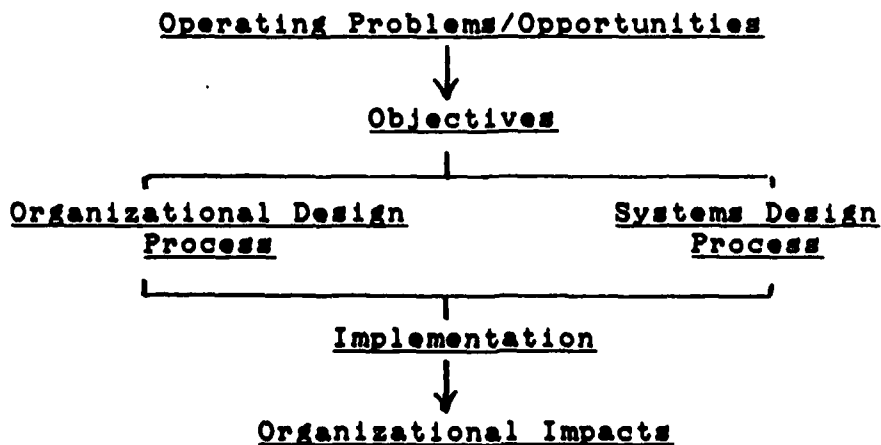 Operating Problems/Opportunities
Objectives
Organizational Design
Process
Systems Design
Process
Implementation
Organizational Impacts